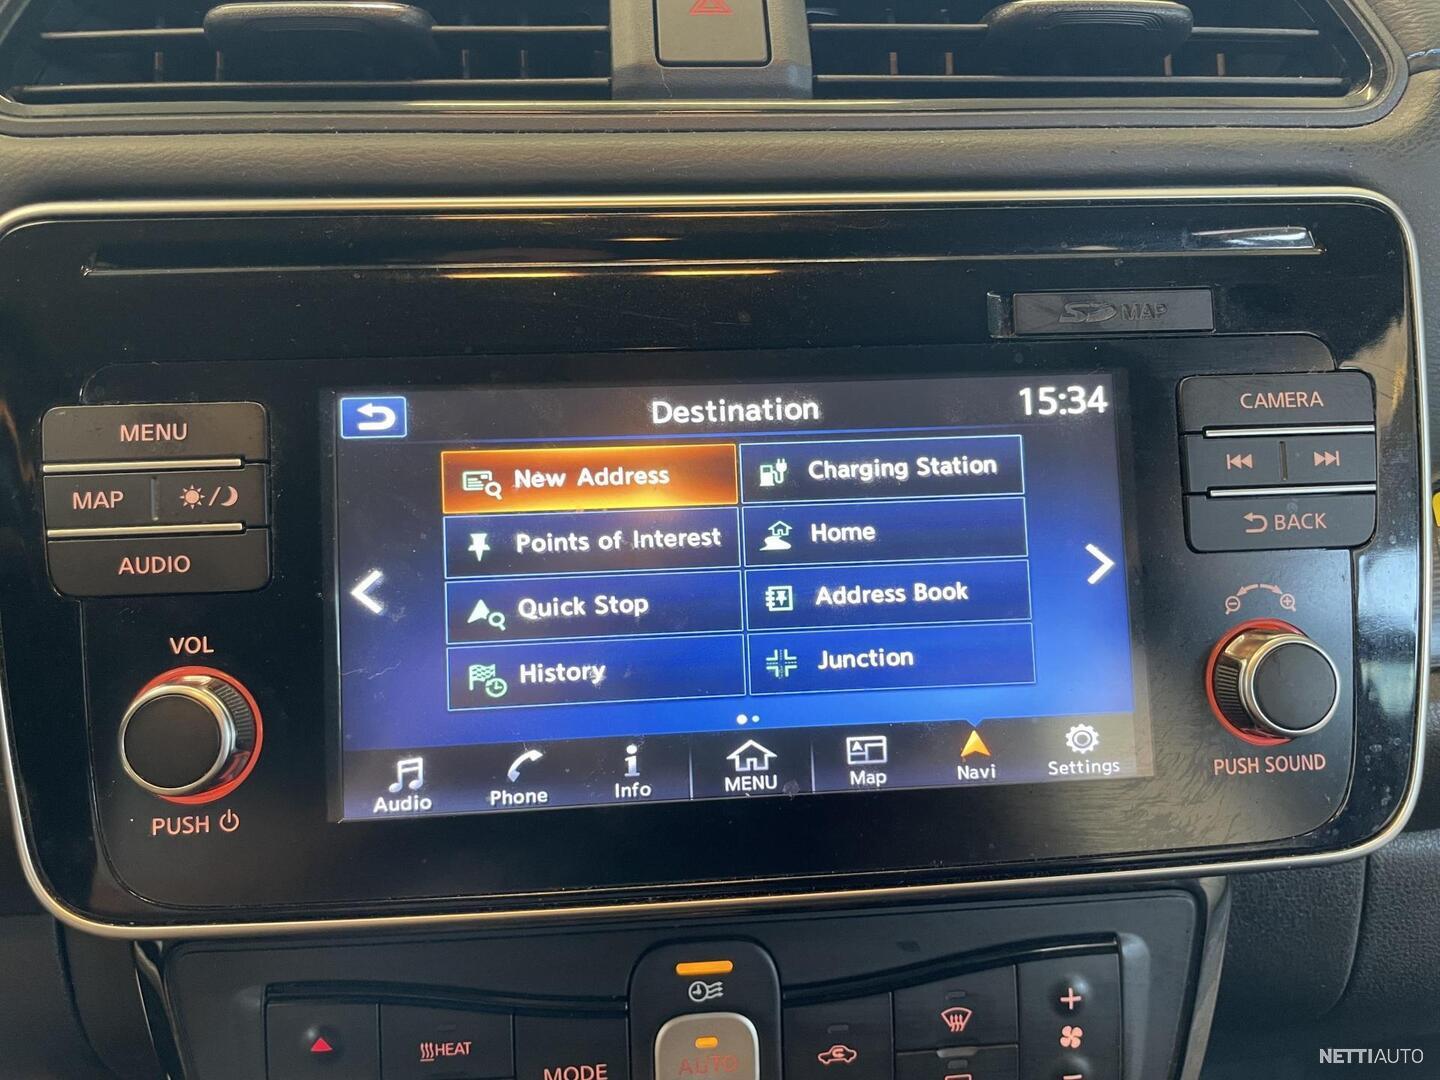 SD MAP
MENU
MAP
AUDIO
VOL
PUSH
Destination
15:34
New Address
Charging Station
Points of Interest
Home
Quick Stop
Address Book
History
Junction
Audio
Phone
Info
MENU
Map
Navi
Settings
CAMERA
BACK
PUSH SOUND
HEAT
MODE
AUTO
NETTIAUTO